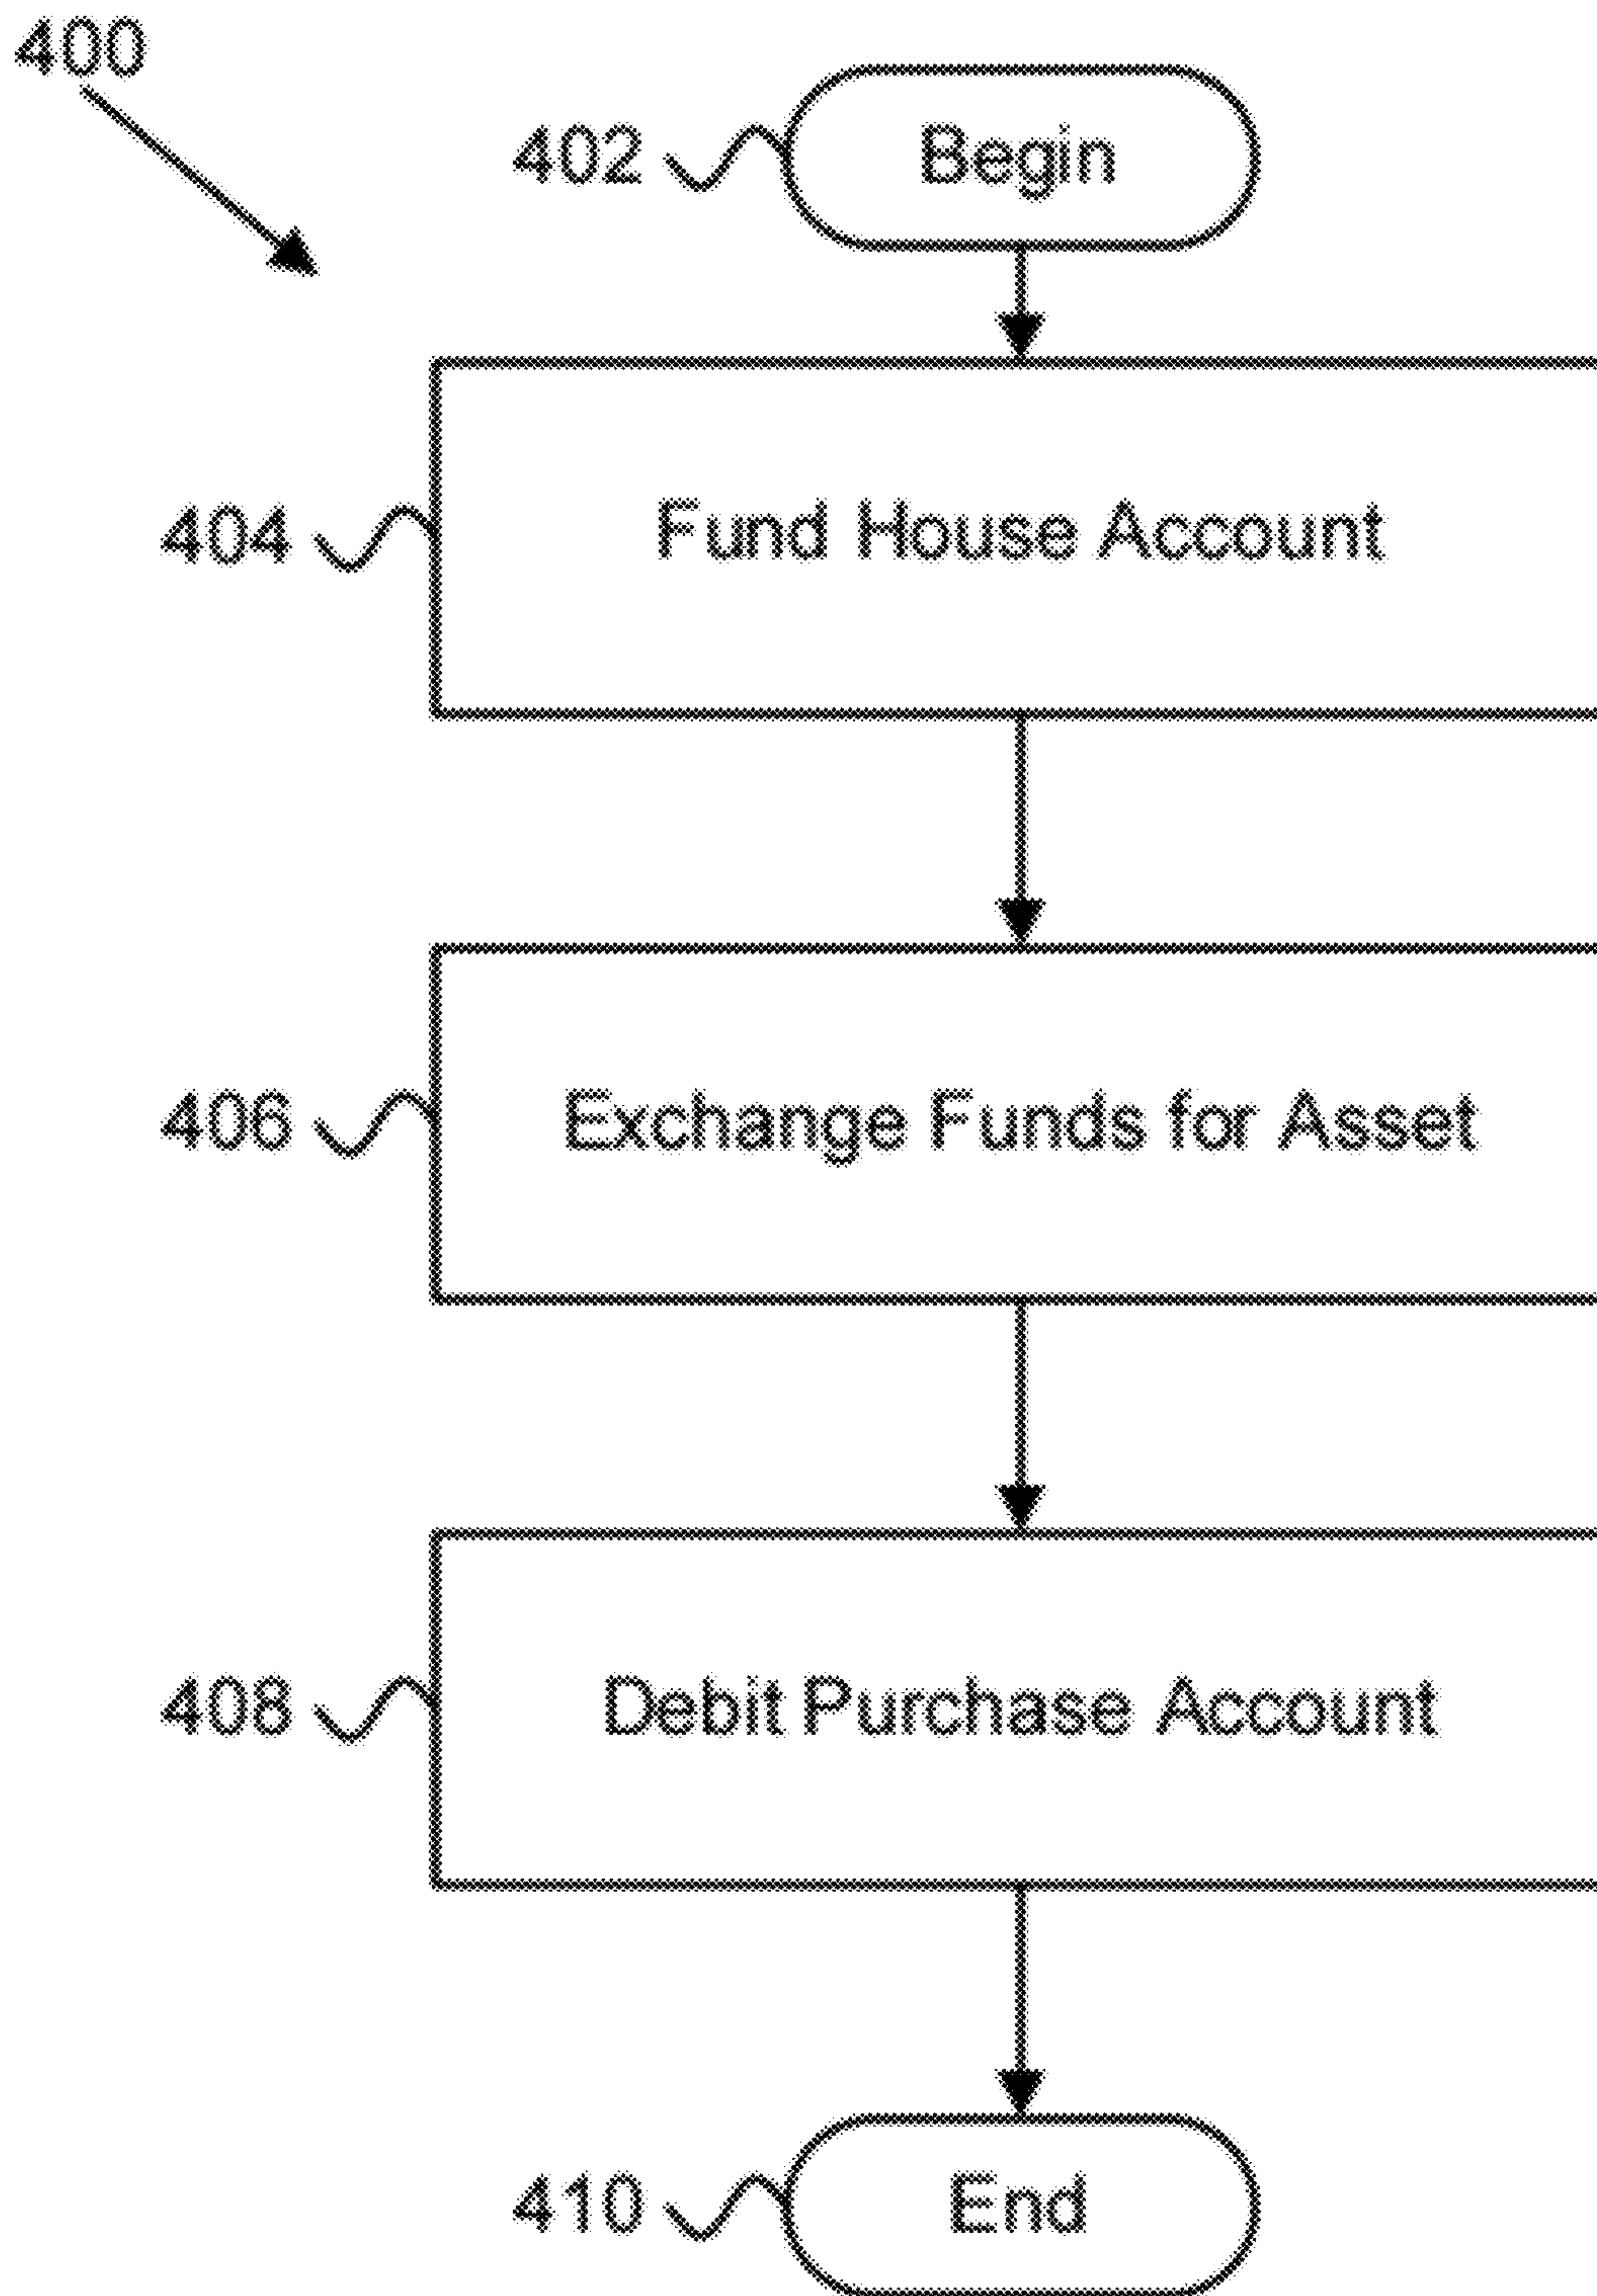 400
402 Begin
404 Fund House Account
406 Exchange Funds for Asset
408 Debit Purchase Account
410 End